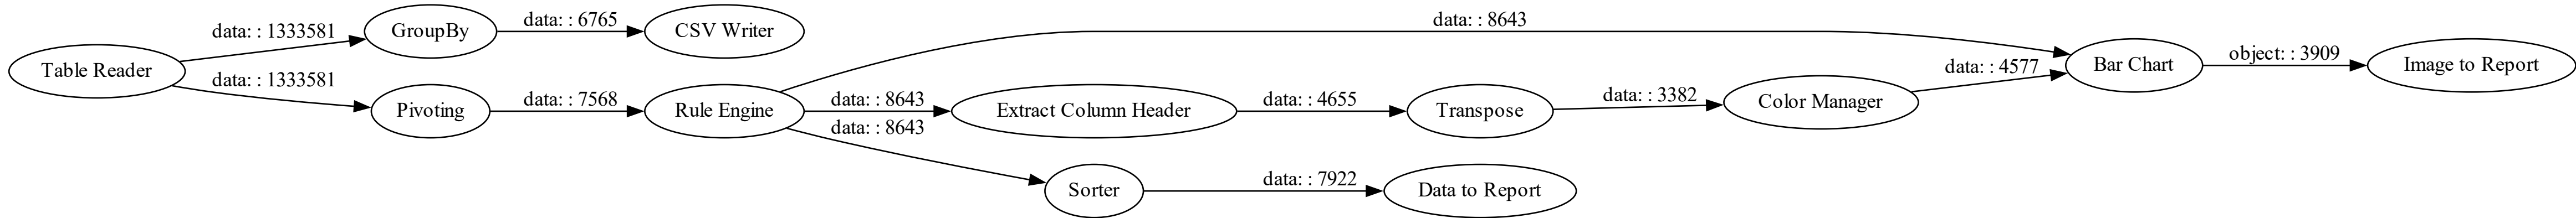 Table Reader
data: : 1333581
data: : 1333581
GroupBy
Pivoting
data: : 6765
data: : 7568
CSV Writer
Rule Engine
data: : 8643
data: : 8643
data: : 8643
Extract Column Header
Sorter
data: : 4655
data: : 7922
Transpose
Data to Report
data: : 3382
Color Manager
data: : 4577
Bar Chart
object: : 3909
Image to Report